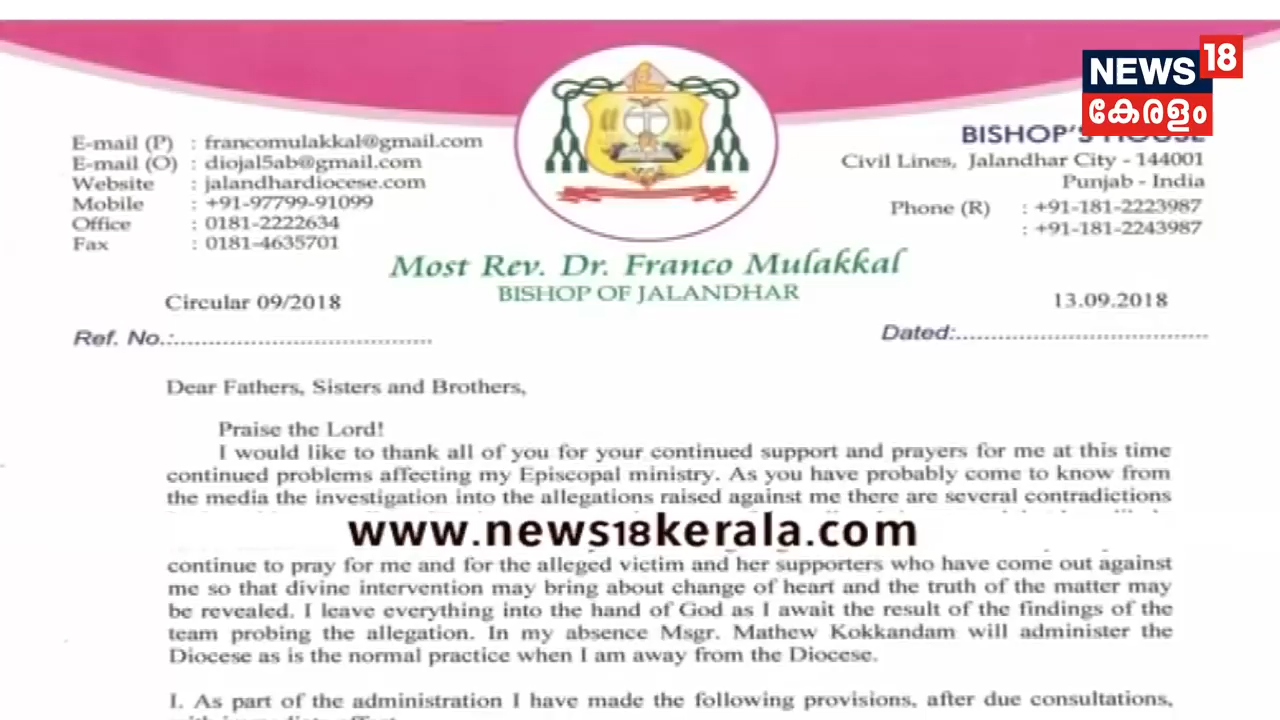 NEWS 18
കേരളം
E-mail (P) : francomulakkal@gmail.com
E-mail (O) : diojal5ab@gmail.com
Website : jalandhardiocese.com
Mobile : +91-97799-91099
Office : 0181-2222634
Fax : 0181-4635701
BISHOP'S HOUSE
Civil Lines, Jalandhar City - 144001
Punjab - India
Phone (R) : +91-181-2223987
: +91-181-2243987
Most Rev. Dr. Franco Mulakkal
BISHOP OF JALANDHAR
Circular 09/2018
13.09.2018
Ref. No.:......................................
Dated:....................................
Dear Fathers, Sisters and Brothers,
Praise the Lord!
I would like to thank all of you for your continued support and prayers for me at this time
continued problems affecting my Episcopal ministry. As you have probably come to know from
the media the investigation into the allegations raised against me there are several contradictions
www.news18kerala.com
continue to pray for me and for the alleged victim and her supporters who have come out against
me so that divine intervention may bring about change of heart and the truth of the matter may
be revealed. I leave everything into the hand of God as I await the result of the findings of the
team probing the allegation. In my absence Msgr. Mathew Kokkandam will administer the
Diocese as is the normal practice when I am away from the Diocese.
I. As part of the administration I have made the following provisions, after due consultations,